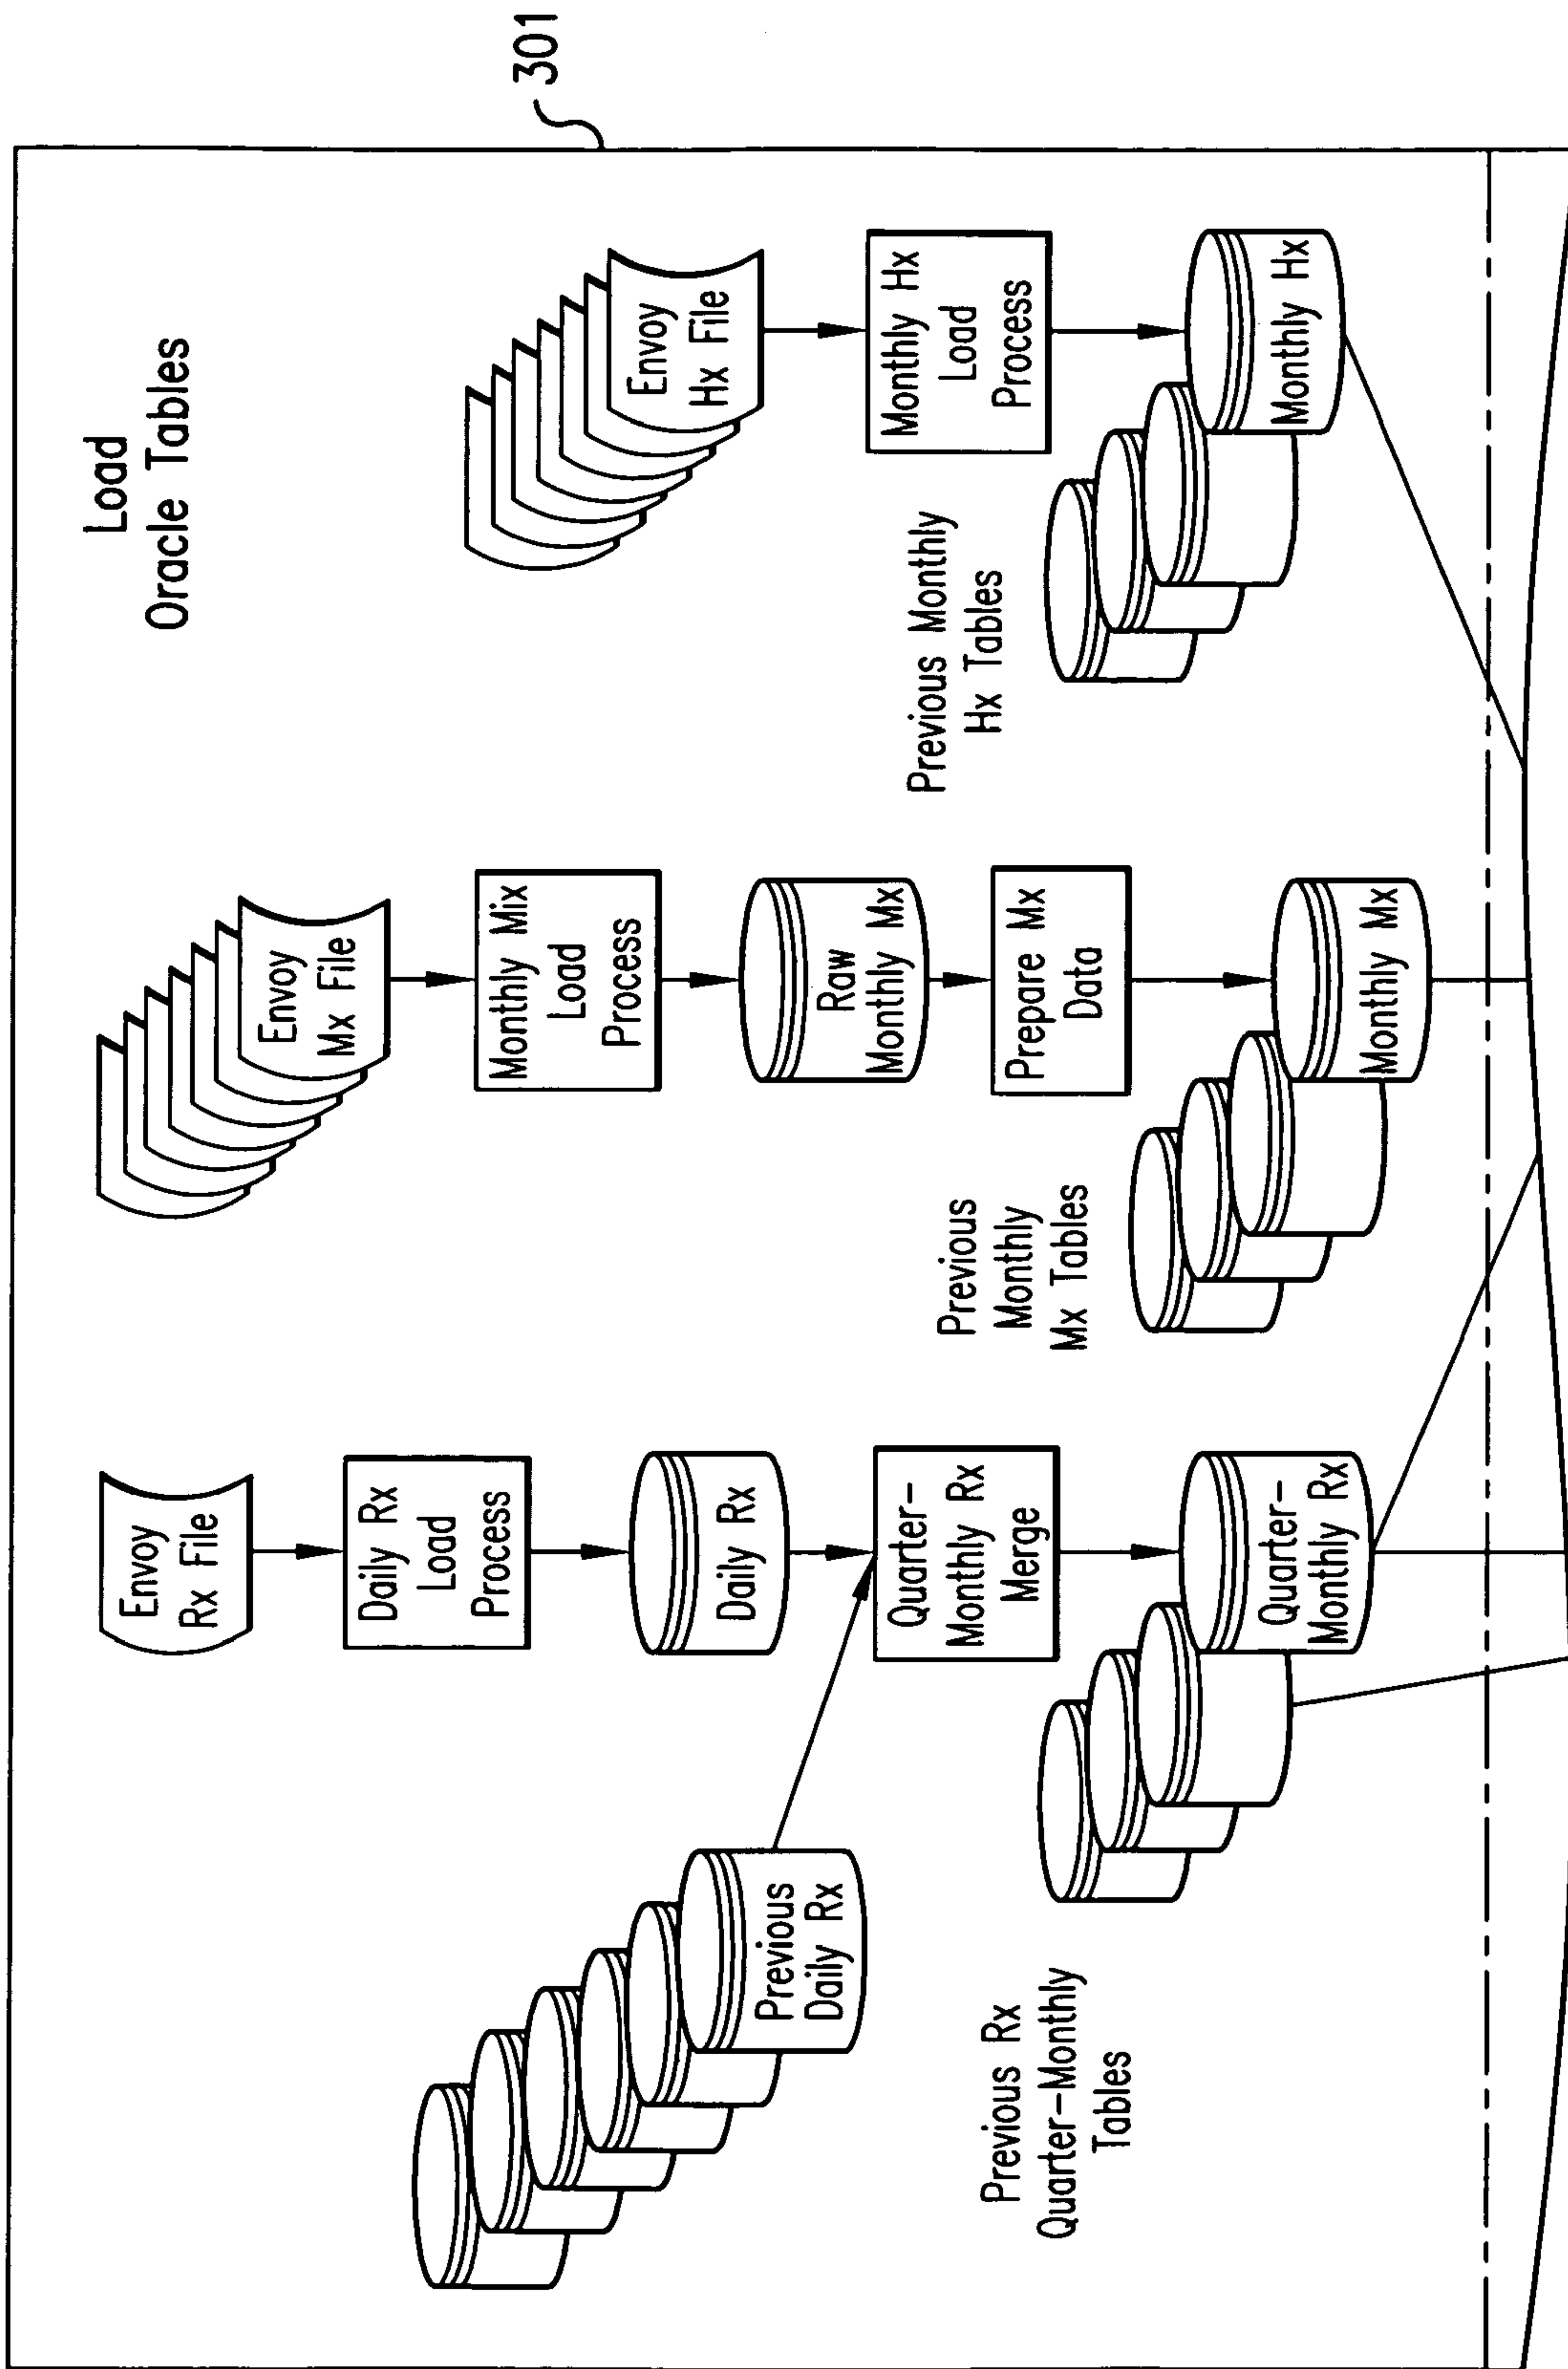 Load
Oracle Tables
301
Envoy
Rx File
Daily Rx
Load
Process
Daily Rx
Previous
Daily Rx
Quarter-
Monthly Rx
Merge
Previous Rx
Quarter-Monthly
Tables
Quarter-
Monthly Rx
Envoy
Mx File
Monthly Mix
Load
Process
Raw
Monthly Mx
Prepare Mx
Data
Previous
Monthly
Mx Tables
Monthly Mx
Envoy
Hx File
Monthly Hx
Load
Process
Previous Monthly
Hx Tables
Monthly Hx